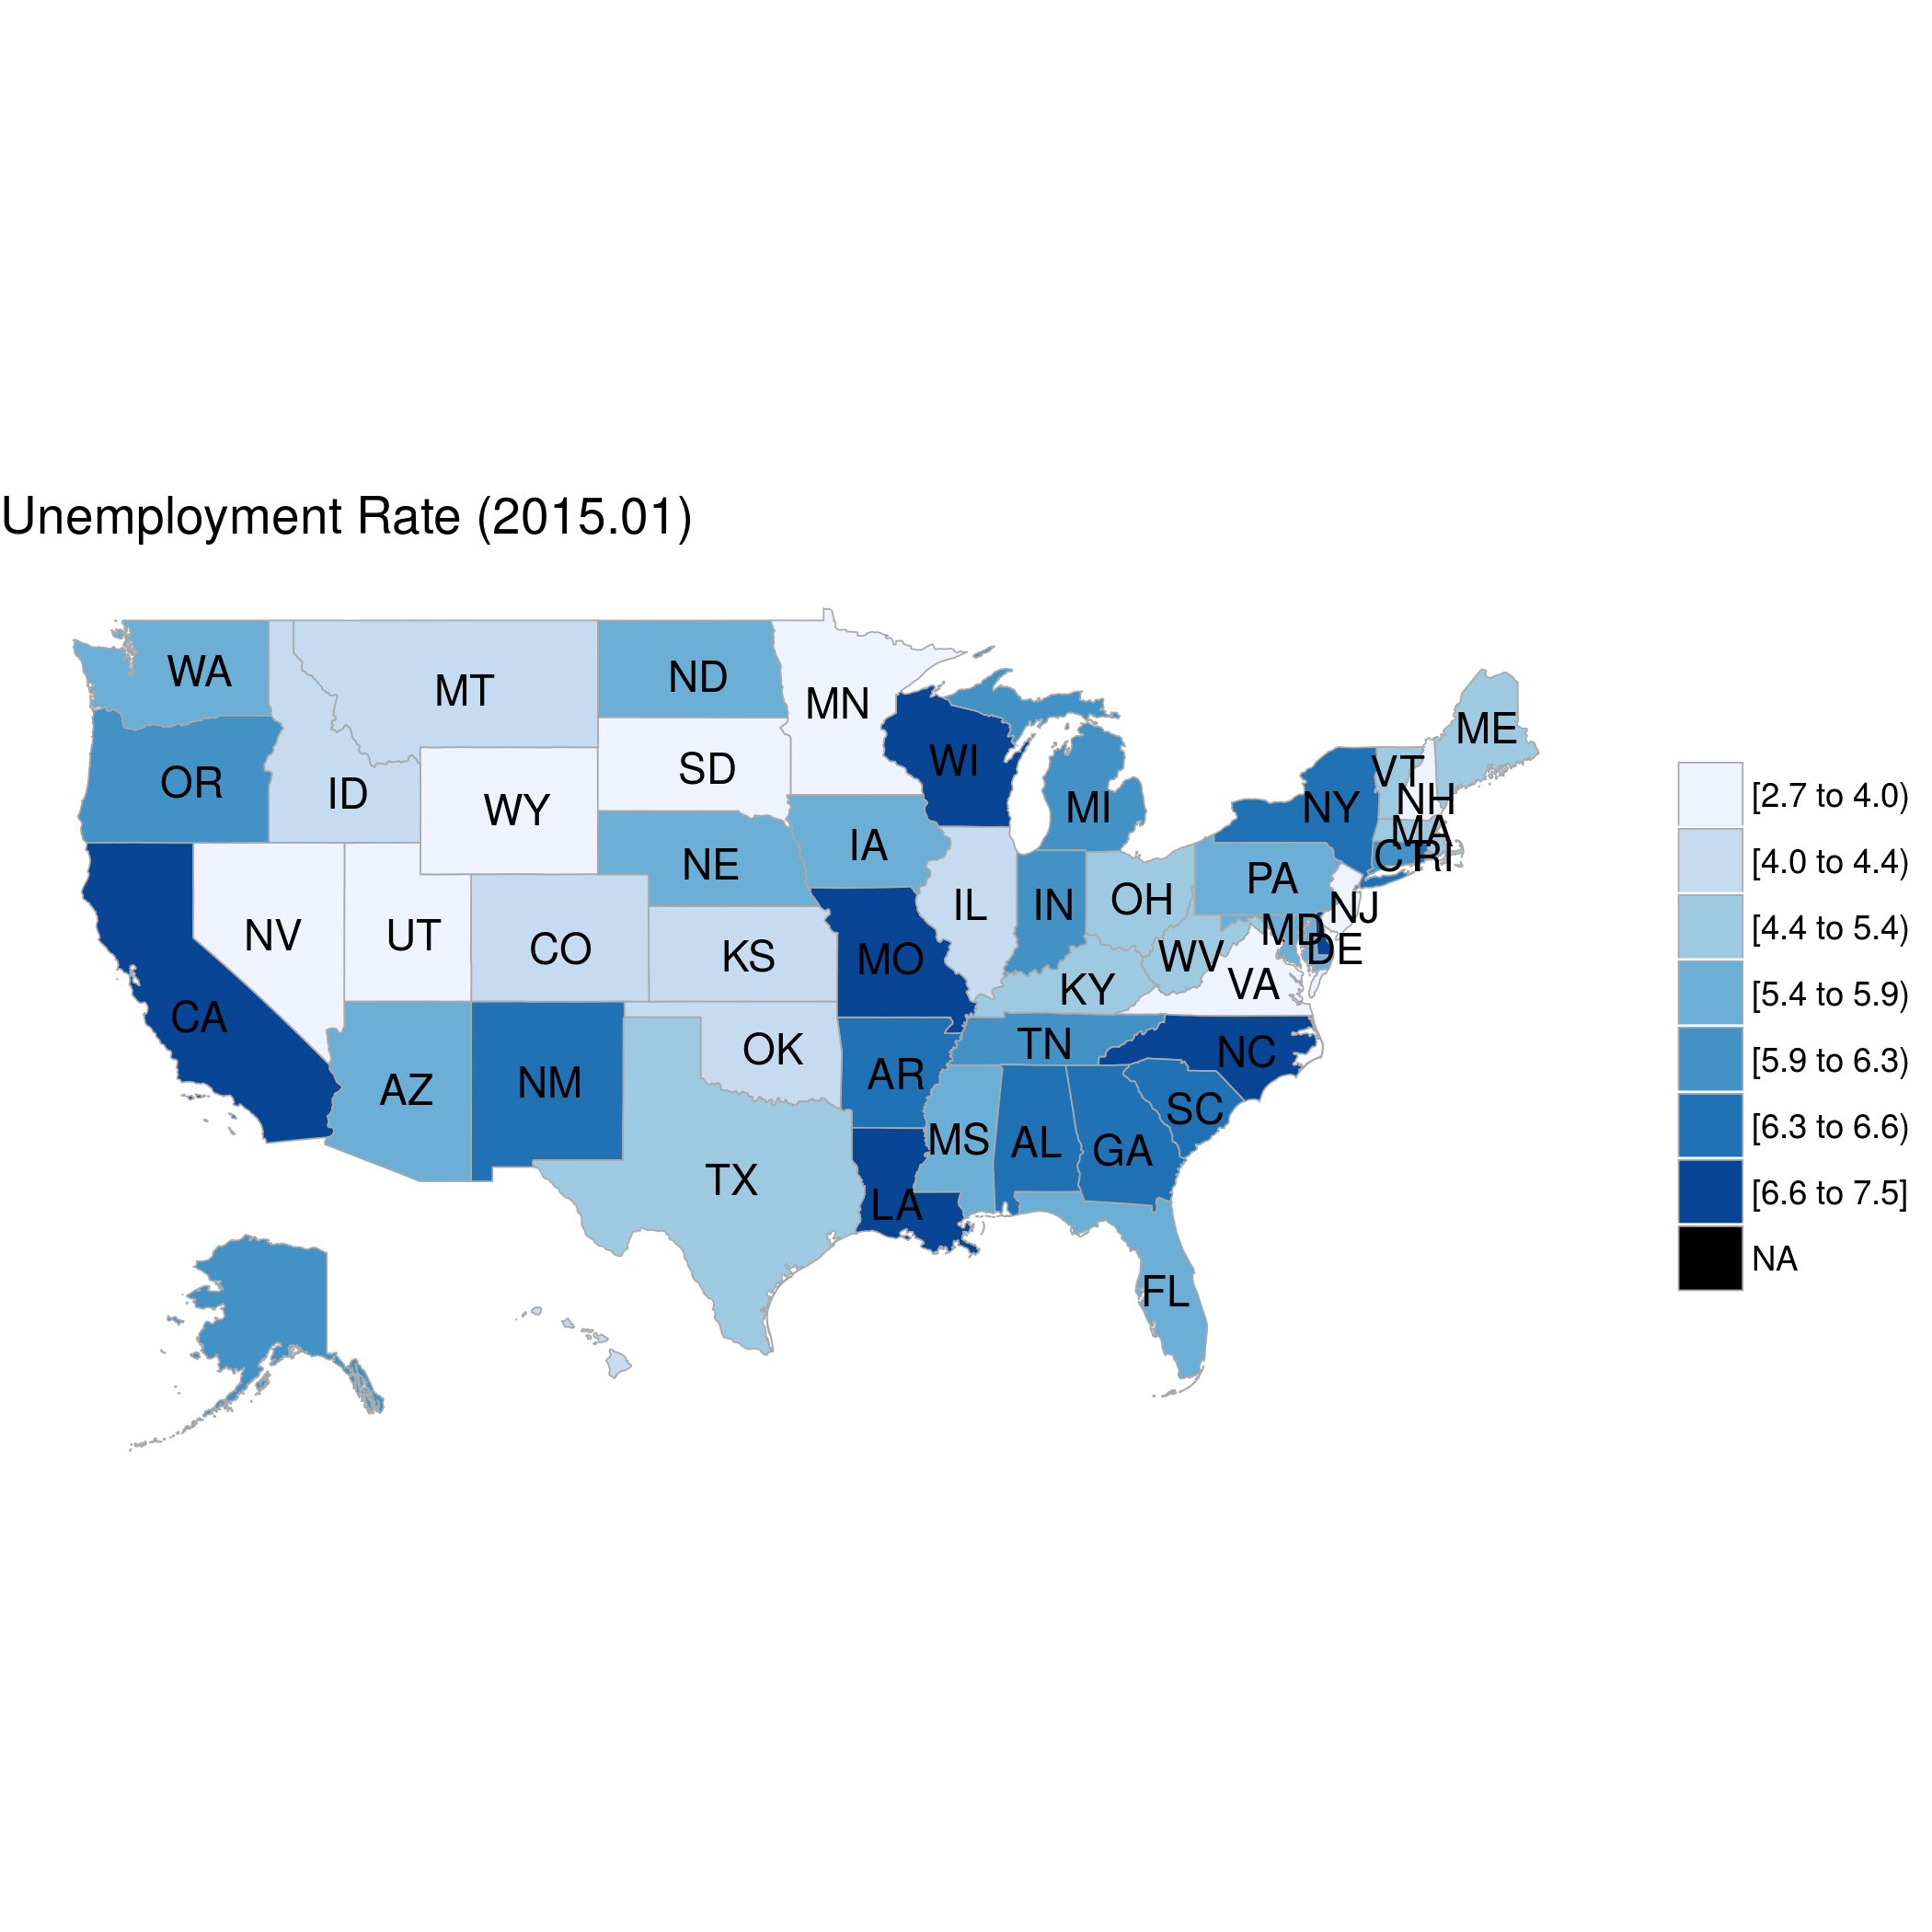 Unemployment Rate (2015.01)
WA
MT
ND
MN
ME
OR
ID
WY
SD
WI
MI
VT
NH
NY
MA
CT
RI
NV
UT
CO
NE
IA
IL
IN
OH
PA
NJ
MD
DE
CA
KS
MO
KY
WV
VA
AZ
NM
OK
AR
TN
NC
SC
TX
LA
MS
AL
GA
FL
[2.7 to 4.0)
[4.0 to 4.4)
[4.4 to 5.4)
[5.4 to 5.9)
[5.9 to 6.3)
[6.3 to 6.6)
[6.6 to 7.5]
NA